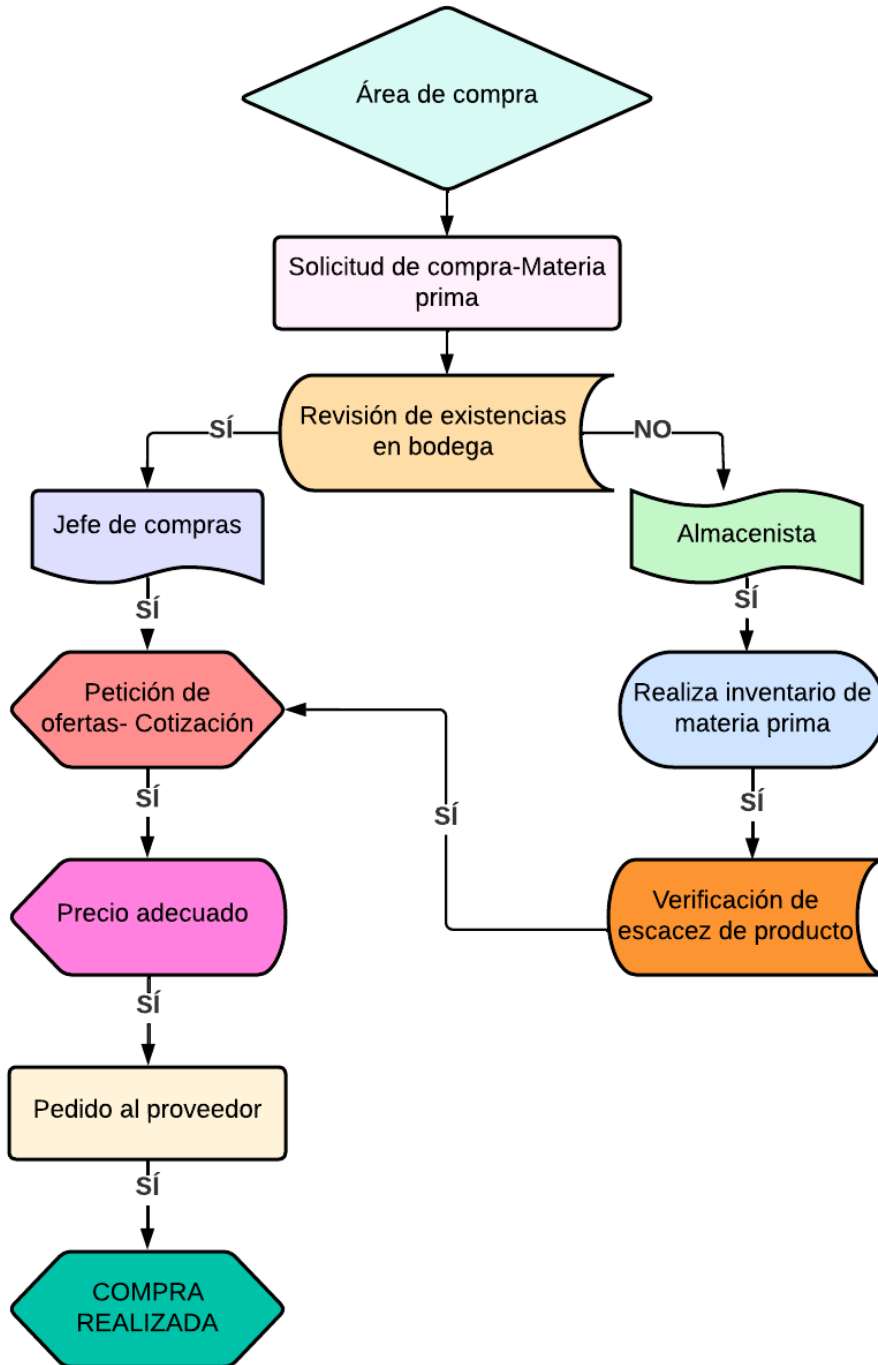 Área de compra
Solicitud de compra-Materia
prima
Revisión de existencias
en bodega
SÍ
NO
Jefe de compras
Almacenista
SÍ
SÍ
Petición de
ofertas- Cotización
Realiza inventario de
materia prima
SÍ
SÍ
SÍ
Precio adecuado
Verificación de
escacez de producto
SÍ
Pedido al proveedor
SÍ
COMPRA
REALIZADA